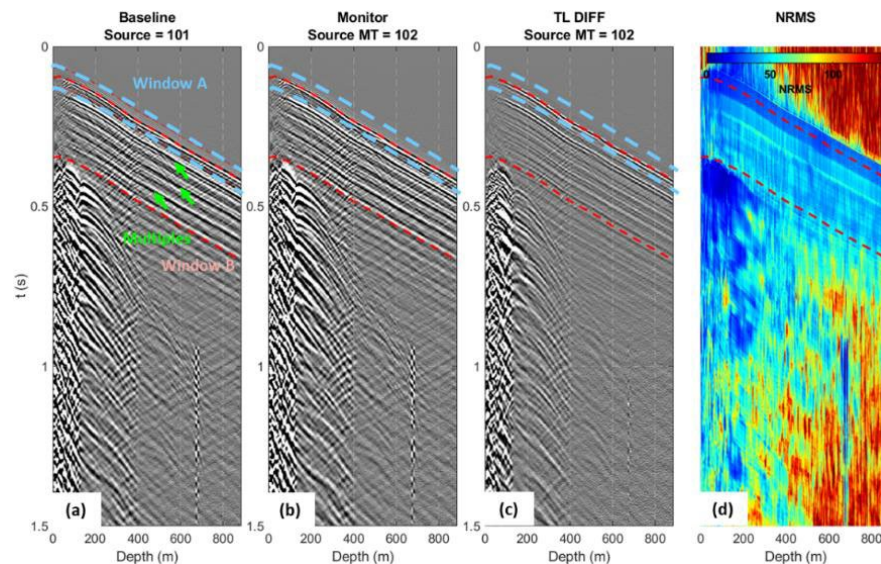 Baseline
Source = 101
Monitor
Source MT = 102
TL DIFF
Source MT = 102
NRMS
0
0.5
1
1.5
t (s)
Window A
Multiples
Window B
(a)
0
200
400
600
800
Depth (m)
0
0.5
1
1.5
(b)
0
200
400
600
800
Depth (m)
0
0.5
1
1.5
(c)
0
200
400
600
800
Depth (m)
0
50
100
NRMS
(d)
0
200
400
600
800
Depth (m)